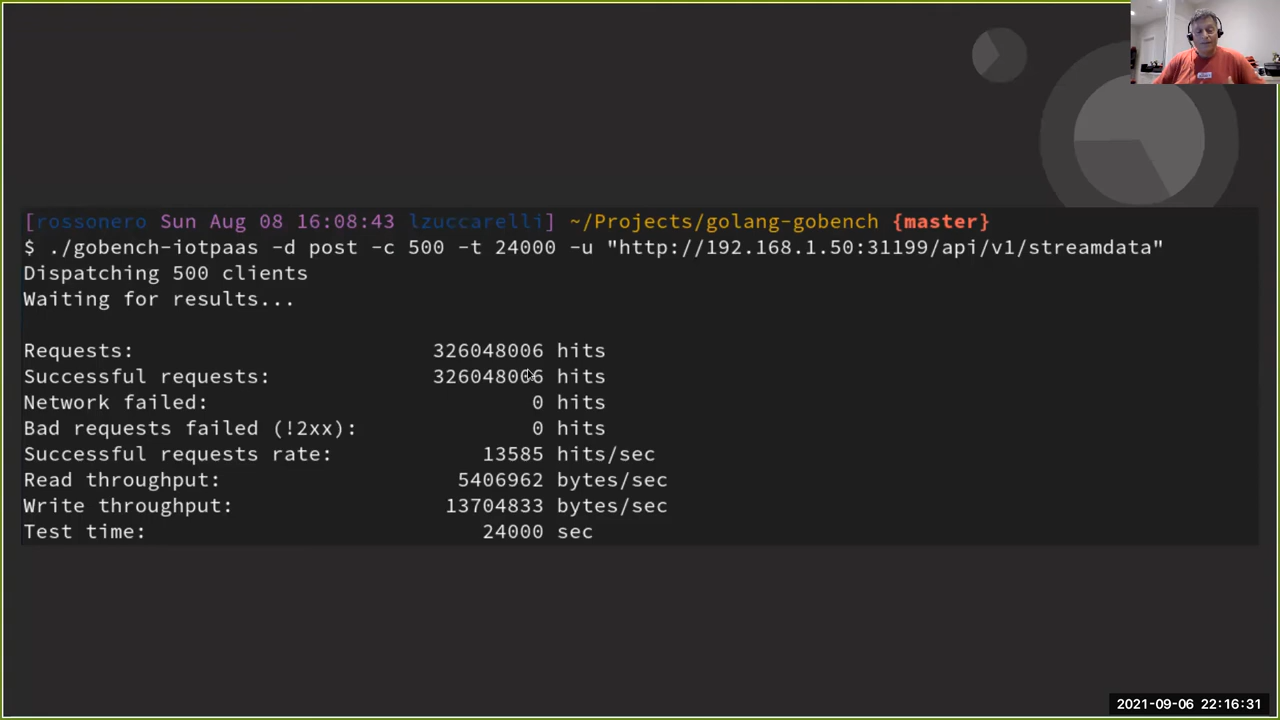 [rossonero Sun Aug 08 16:08:43 lzuccarelli] ~/Projects/golang-gobench {master}
$ ./gobench-iotpaas -d post -c 500 -t 24000 -u "http://192.168.1.50:31199/api/v1/streamdata"
Dispatching 500 clients
Waiting for results...
Requests: 326048006 hits
Successful requests: 326048006 hits
Network failed: 0 hits
Bad requests failed (!2xx): 0 hits
Successful requests rate: 13585 hits/sec
Read throughput: 5406962 bytes/sec
Write throughput: 13704833 bytes/sec
Test time: 24000 sec
2021-09-06 22:16:31